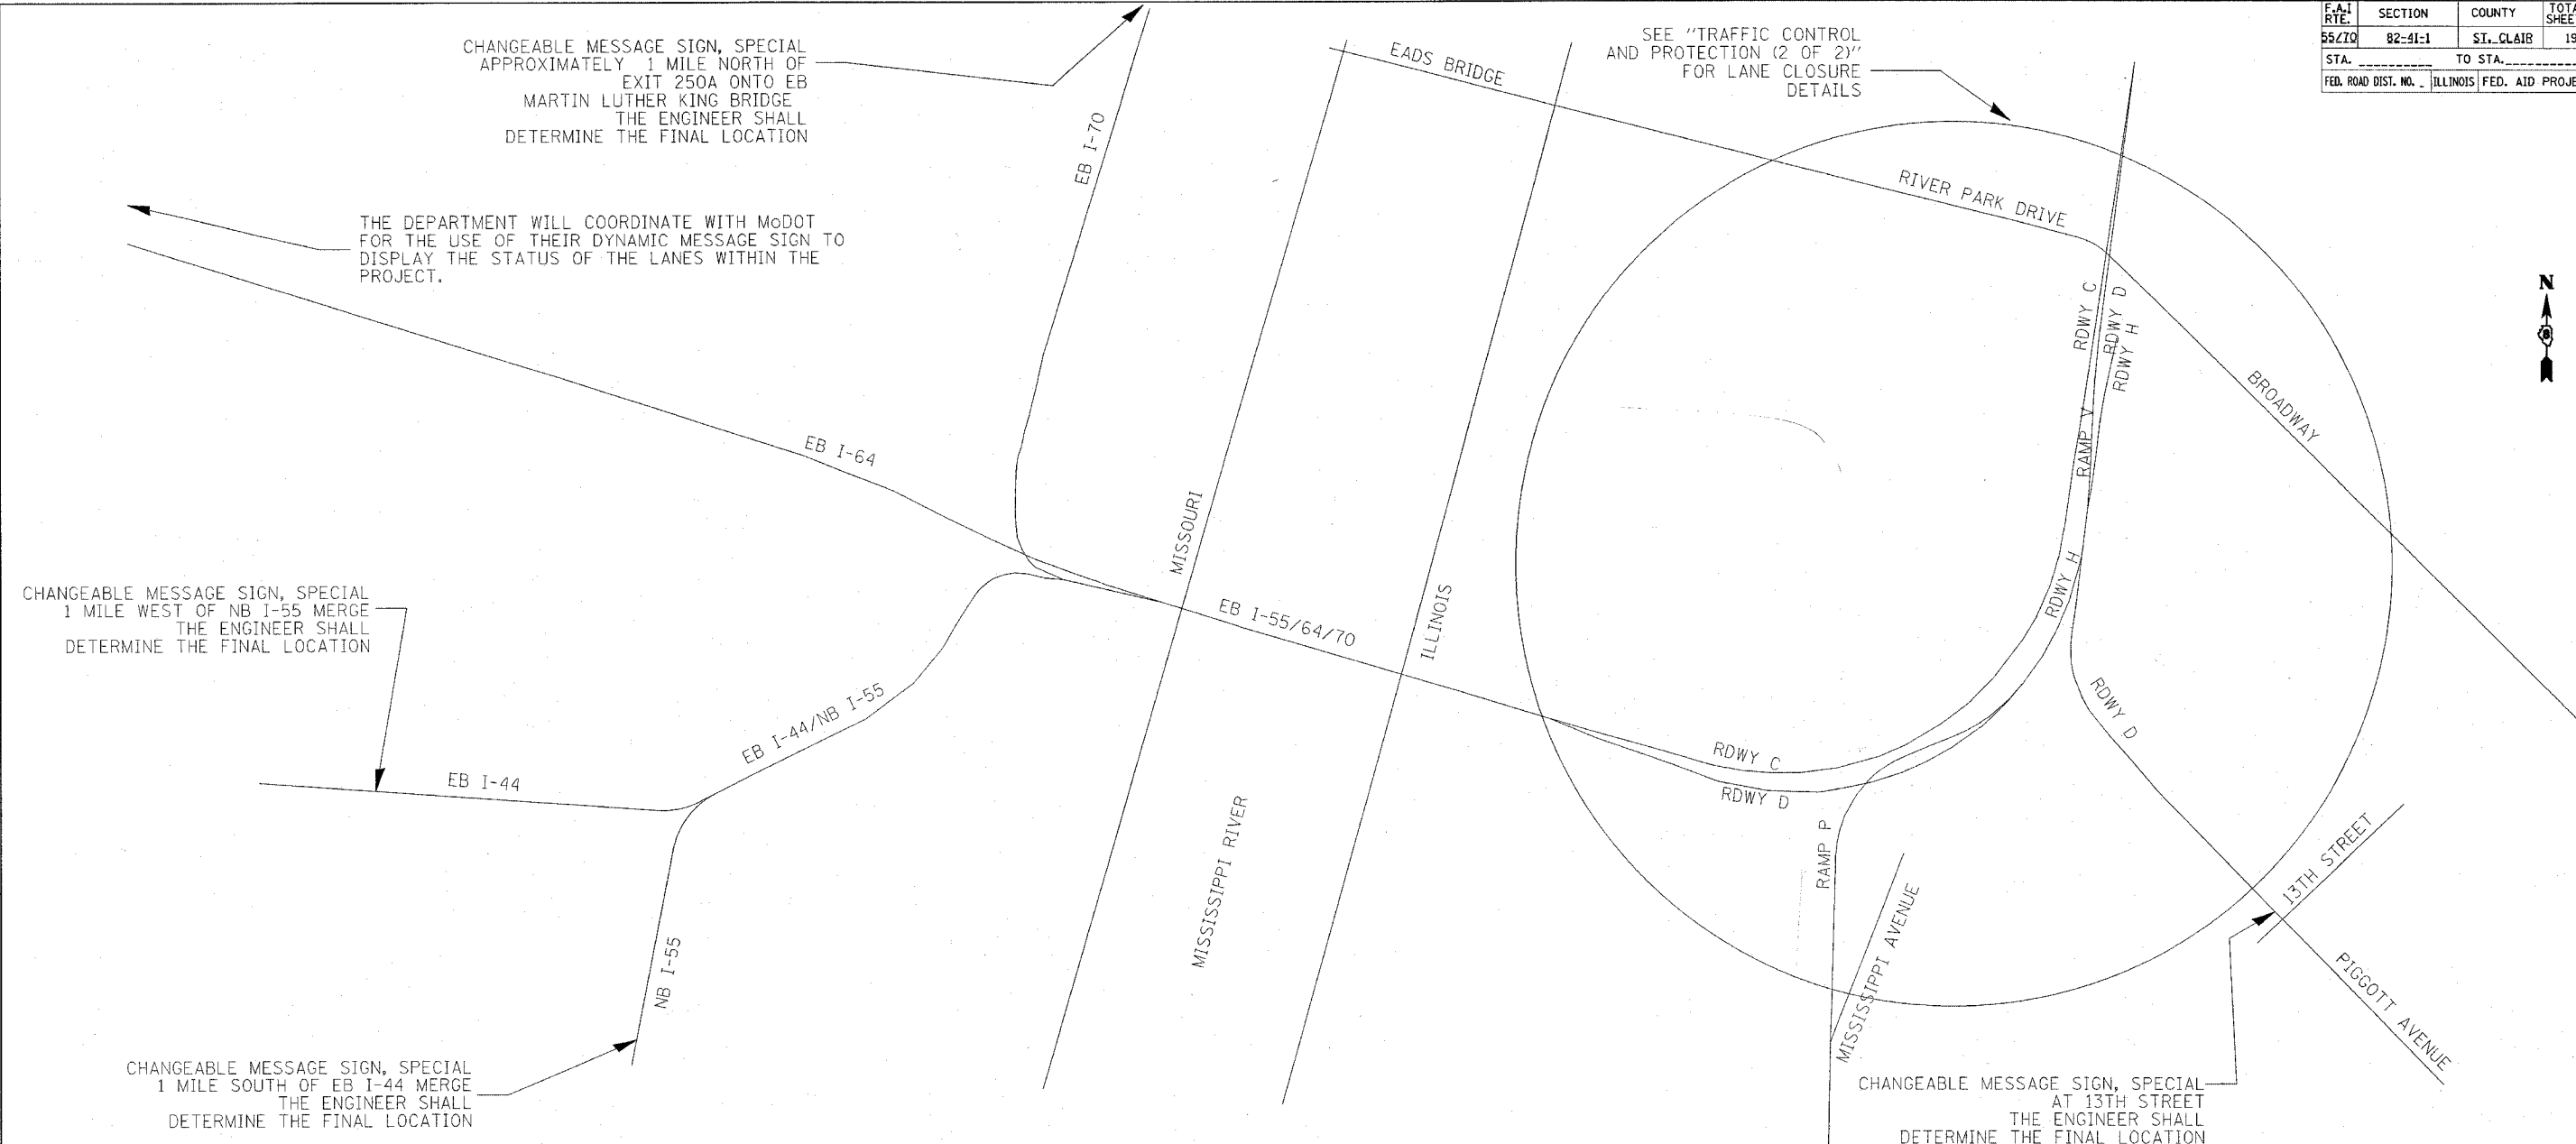 F.A.I RTE. SECTION COUNTY
55/70 82-4I-1 ST. CLAIR 19
STA. TO STA.
FED. ROAD DIST. NO. ILLINOIS FED. AID
CHANGEABLE MESSAGE SIGN, SPECIAL
APPROXIMATELY 1 MILE NORTH OF
EXIT 250A ONTO EB
MARTIN LUTHER KING BRIDGE
THE ENGINEER SHALL
DETERMINE THE FINAL LOCATION
SEE "TRAFFIC CONTROL
AND PROTECTION (2 OF 2)"
FOR LANE CLOSURE
DETAILS
EADS BRIDGE
EB I-70
RIVER PARK DRIVE
THE DEPARTMENT WILL COORDINATE WITH MoDOT
FOR THE USE OF THEIR DYNAMIC MESSAGE SIGN TO
DISPLAY THE STATUS OF THE LANES WITHIN THE
PROJECT.
N
RDWY C
RDWY D
RDWY H
BROADWAY
RAMP V
EB I-64
MISSOURI
RDWY H
CHANGEABLE MESSAGE SIGN, SPECIAL
1 MILE WEST OF NB I-55 MERGE
THE ENGINEER SHALL
DETERMINE THE FINAL LOCATION
EB I-55/64/70
ILLINOIS
EB I-44/NB I-55
RDWY D
EB I-44
RDWY C
RDWY D
MISSISSIPPI RIVER
RAMP P
13TH STREET
MISSISSIPPI AVENUE
NB I-55
PIGGOTT AVENUE
CHANGEABLE MESSAGE SIGN, SPECIAL
1 MILE SOUTH OF EB I-44 MERGE
THE ENGINEER SHALL
DETERMINE THE FINAL LOCATION
CHANGEABLE MESSAGE SIGN, SPECIAL
AT 13TH STREET
THE ENGINEER SHALL
DETERMINE THE FINAL LOCATION